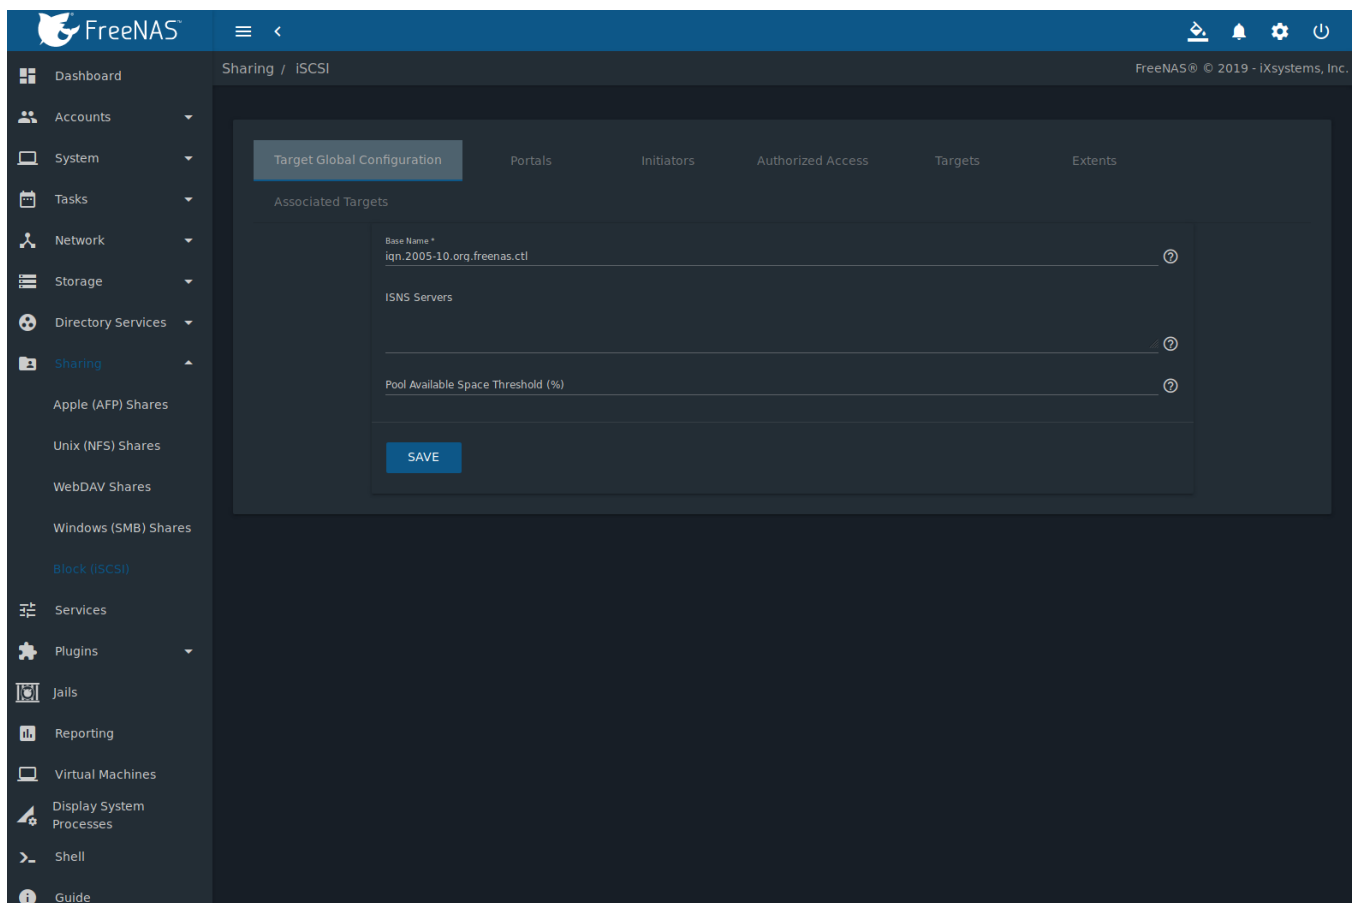 FreeNAS™
Sharing / iSCSI
FreeNAS® © 2019 - iXsystems, Inc.
Dashboard
Accounts
System
Tasks
Network
Storage
Directory Services
Sharing
Apple (AFP) Shares
Unix (NFS) Shares
WebDAV Shares
Windows (SMB) Shares
Block (iSCSI)
Services
Plugins
Jails
Reporting
Virtual Machines
Display System
Processes
Shell
Guide
Target Global Configuration Portals Initiators Authorized Access Targets Extents
Associated Targets
Base Name *
iqn.2005-10.org.freenas.ctl
ISNS Servers
Pool Available Space Threshold (%)
SAVE